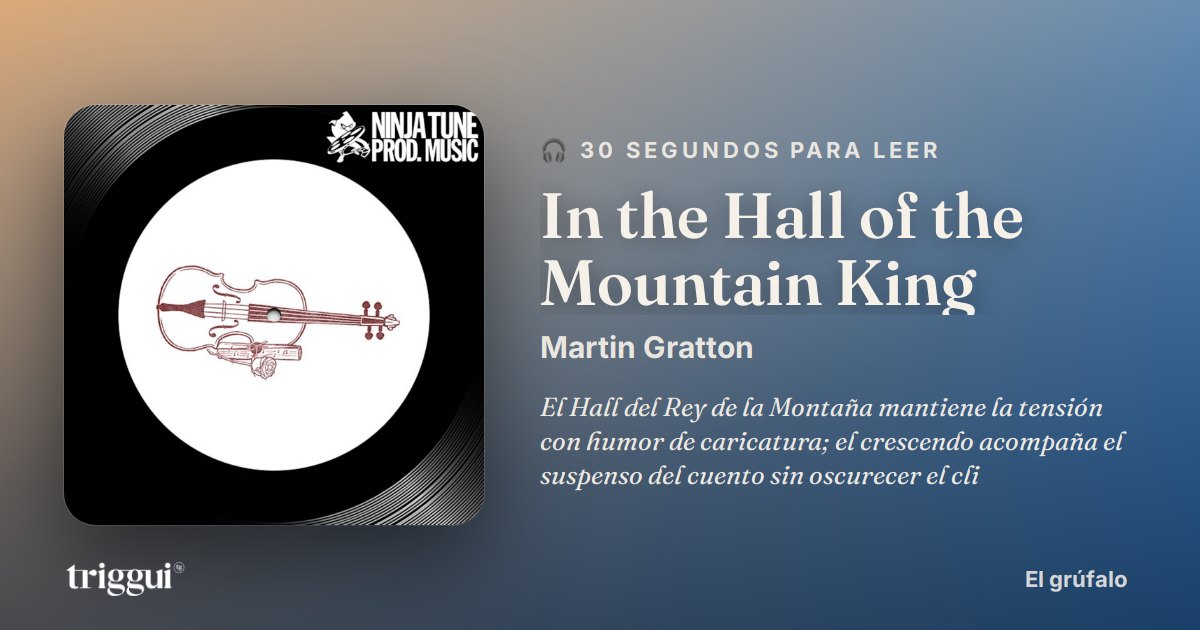 NINJA TUNE
PROD. MUSIC
30 SEGUNDOS PARA LEER
In the Hall of the
Mountain King
Martin Gratton
El Hall del Rey de la Montaña mantiene la tensión
con humor de caricatura; el crescendo acompaña el
suspenso del cuento sin oscurecer el cli
triggui
El grúfalo